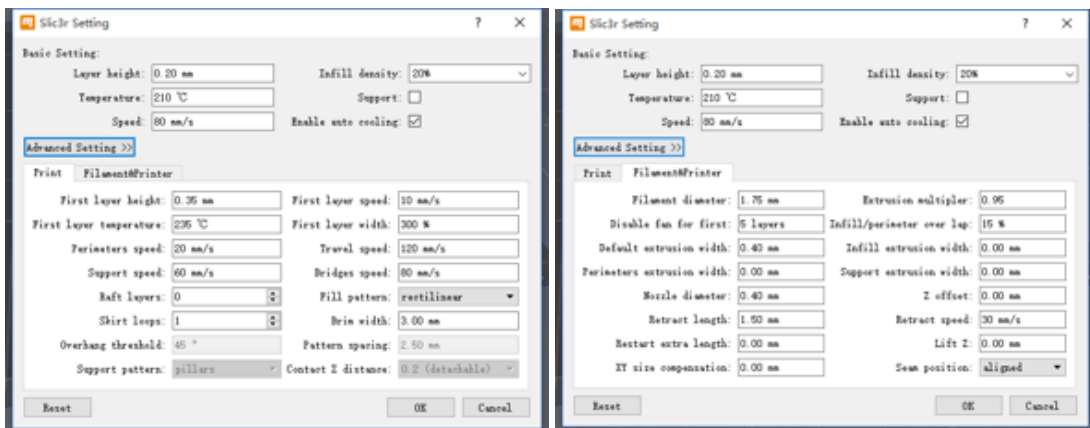 Slic3r Setting ? ×
Basic Setting:
Layer height: 0.20 mm Infill density: 20%
Temperature: 210 ℃ Support:
Speed: 80 mm/s Enable auto cooling:
Advanced Setting >>
Print Filament&Printer
First layer height: 0.35 mm First layer speed: 10 mm/s
First layer temperature: 235 ℃ First layer width: 300 %
Perimeters speed: 20 mm/s Travel speed: 120 mm/s
Support speed: 60 mm/s Bridges speed: 80 mm/s
Raft layers: 0 Fill pattern: rectilinear
Skirt loops: 1 Brim width: 3.00 mm
Overhang threshold: 45 ° Pattern spacing: 2.50 mm
Support pattern: pillars Contact Z distance: 0.2 (detachable)
Reset OK Cancel
Slic3r Setting ? ×
Basic Setting:
Layer height: 0.20 mm Infill density: 20%
Temperature: 210 ℃ Support:
Speed: 80 mm/s Enable auto cooling:
Advanced Setting >>
Print Filament&Printer
Filament diameter: 1.75 mm Extrusion multipler: 0.95
Disable fan for first: 5 layers Infill/perimeter over lap: 15 %
Default extrusion width: 0.40 mm Infill extrusion width: 0.00 mm
Perimeters extrusion width: 0.00 mm Support extrusion width: 0.00 mm
Nozzle diameter: 0.40 mm Z offset: 0.00 mm
Retract length: 1.50 mm Retract speed: 30 mm/s
Restart extra length: 0.00 mm Lift Z: 0.00 mm
XY size compensation: 0.00 mm Seam position: aligned
Reset OK Cancel